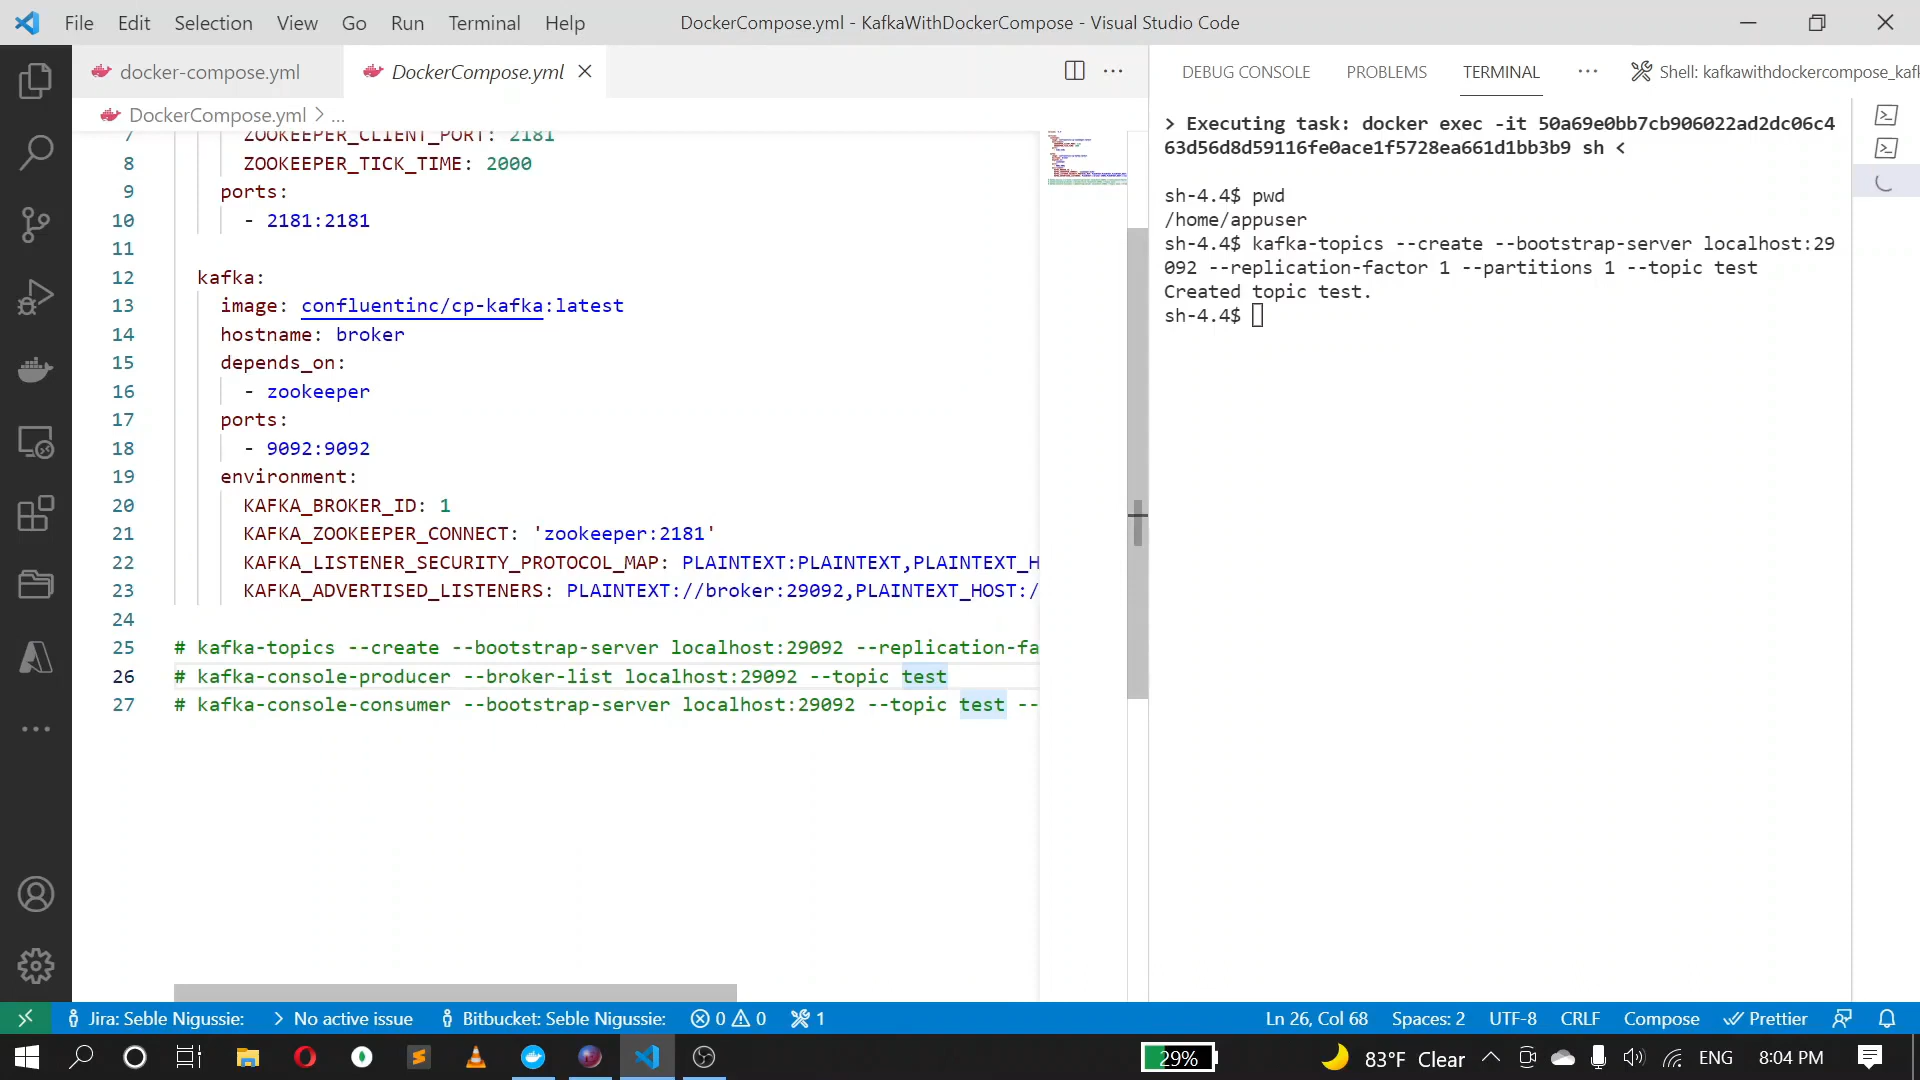 File Edit Selection View Go Run Terminal Help
DockerCompose.yml - KafkaWithDockerCompose - Visual Studio Code
docker-compose.yml
DockerCompose.yml
DockerCompose.yml > ...
7 ZOOKEEPER_CLIENT_PORT: 2181
8 ZOOKEEPER_TICK_TIME: 2000
9 ports:
10 - 2181:2181
11
12 kafka:
13 image: confluentinc/cp-kafka:latest
14 hostname: broker
15 depends_on:
16 - zookeeper
17 ports:
18 - 9092:9092
19 environment:
20 KAFKA_BROKER_ID: 1
21 KAFKA_ZOOKEEPER_CONNECT: 'zookeeper:2181'
22 KAFKA_LISTENER_SECURITY_PROTOCOL_MAP: PLAINTEXT:PLAINTEXT,PLAINTEXT_H
23 KAFKA_ADVERTISED_LISTENERS: PLAINTEXT://broker:29092,PLAINTEXT_HOST:/
24
25 # kafka-topics --create --bootstrap-server localhost:29092 --replication-fa
26 # kafka-console-producer --broker-list localhost:29092 --topic test
27 # kafka-console-consumer --bootstrap-server localhost:29092 --topic test --
DEBUG CONSOLE PROBLEMS TERMINAL ... Shell: kafkawithdockercompose_kaf
> Executing task: docker exec -it 50a69e0bb7cb906022ad2dc06c4
63d56d8d59116fe0ace1f5728ea661d1bb3b9 sh <
sh-4.4$ pwd
/home/appuser
sh-4.4$ kafka-topics --create --bootstrap-server localhost:29
092 --replication-factor 1 --partitions 1 --topic test
Created topic test.
sh-4.4$
Jira: Seble Nigussie: > No active issue Bitbucket: Seble Nigussie: 0 0 1
Ln 26, Col 68 Spaces: 2 UTF-8 CRLF Compose Prettier
29% 83°F Clear ENG 8:04 PM